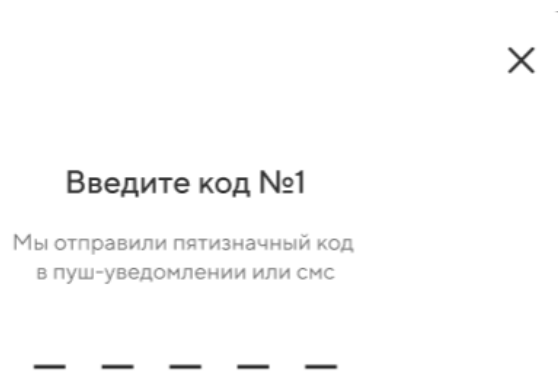 Введите код №1
Мы отправили пятизначный код
в пуш-уведомлении или смс